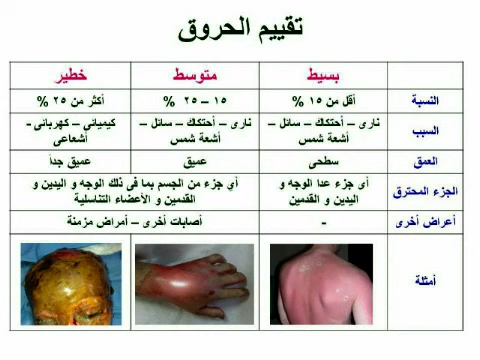 تقييم الحروق
بسيط متوسط خطير
النسبة أقل من ١٥ % ١٥ – ٢٥ % أكثر من ٢٥ %
السبب نارى – أحتكاك – سائل – نارى – أحتكاك – سائل – كيميائي – كهربائى -
أشعة شمس أشعة شمس أشعاعى
العمق سطحى عميق عميق جداً
الجزء المحترق أى جزء عدا الوجه و أي جزء من الجسم بما فى ذلك الوجه و اليدين و
اليدين و القدمين القدمين و الأعضاء التناسلية
أعراض أخرى - أصابات أخرى – أمراض مزمنة
أمثلة